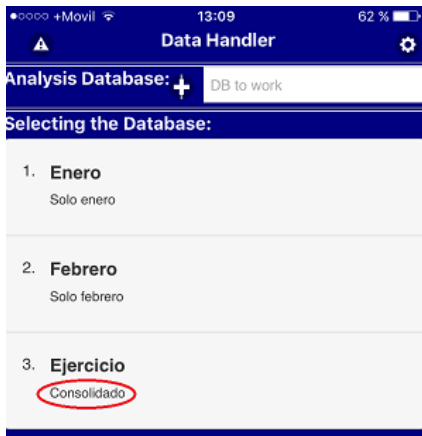 +Movil 13:09 62 %
Data Handler
Analysis Database: DB to work
Selecting the Database:
1. Enero
Solo enero
2. Febrero
Solo febrero
3. Ejercicio
Consolidado